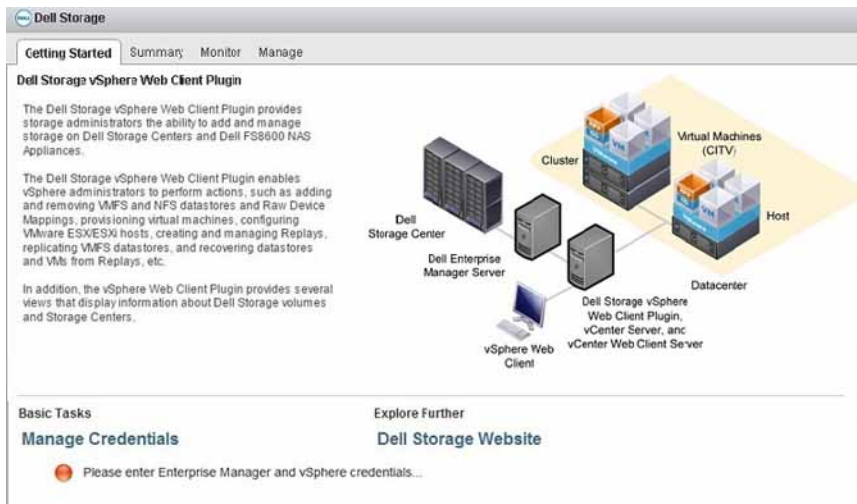 Dell Storage
Getting Started Summary Monitor Manage
Dell Storage vSphere Web Client Plugin
The Dell Storage vSphere Web Client Plugin provides
storage administrators the ability to add and manage
storage on Dell Storage Centers and Dell FS8600 NAS
Appliances.
The Dell Storage vSphere Web Client Plugin enables
vSphere administrators to perform actions, such as adding
and removing VMFS and NFS datastores and Raw Device
Mappings, provisioning virtual machines, configuring
VMware ESX/ESXi hosts, creating and managing Replays,
replicating VMFS datastores, and recovering datastores
and VMs from Replays, etc.
In addition, the vSphere Web Client Plugin provides several
views that display information about Dell Storage volumes
and Storage Centers.
Virtual Machines
(CITV)
Cluster
VM
VM
Host
Dell
Storage Center
Dell Enterprise
Manager Server
Datacenter
Dell Storage vSphere
Web Client Plugin,
vCenter Server, and
vCenter Web Client Server
vSphere Web
Client
Basic Tasks
Manage Credentials
Please enter Enterprise Manager and vSphere credentials...
Explore Further
Dell Storage Website